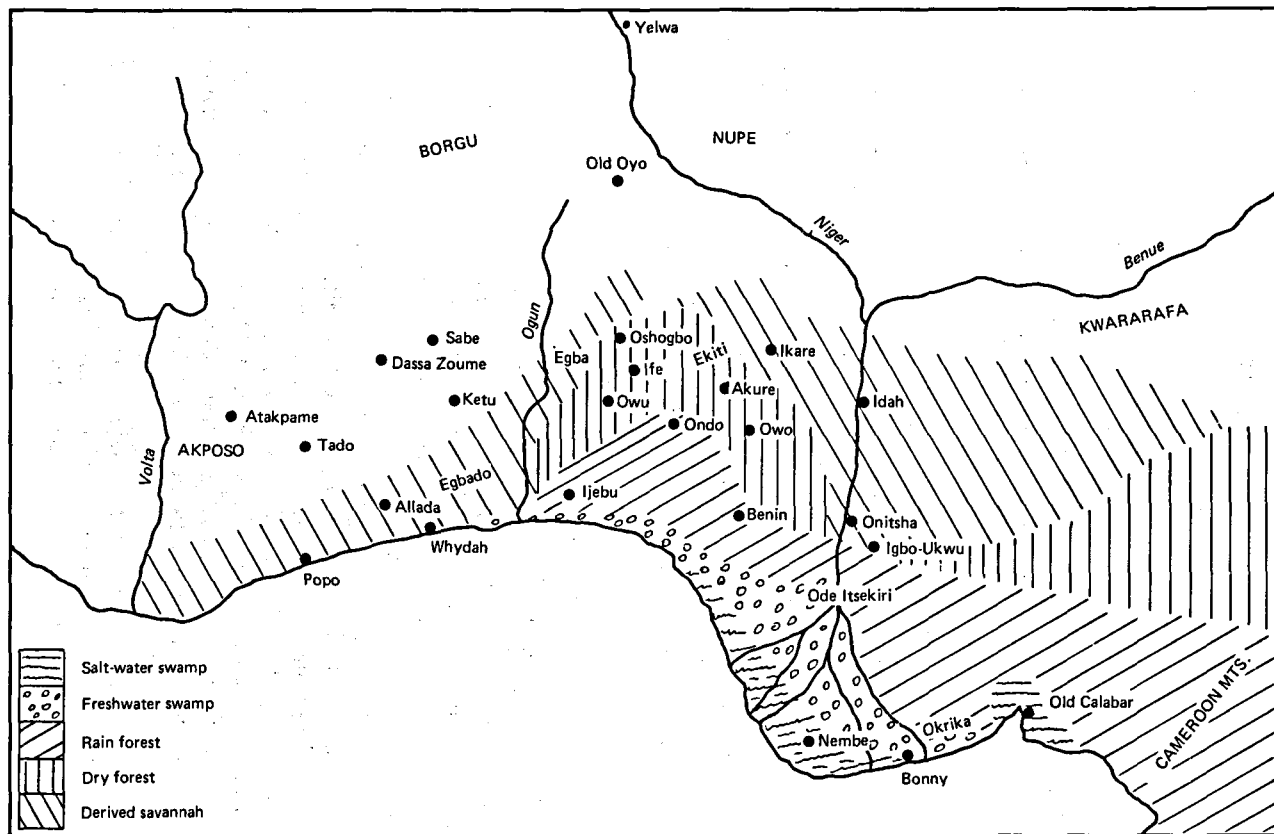 Yelwa
NUPE
BORGU
Old Oyo
Niger
Benue
KWARARAFA
Ogun
Sabe
Oshogbo
Ekiti
Ikare
Egba
Dassa Zoume
Ife
Akure
Ketu
Owu
Idah
Atakpame
Ondo
Owo
Volta
AKPOSO
Tado
Egbado
Ijebu
Allada
Benin
Onitsha
Whydah
Igbo-Ukwu
Popo
Ode Itsekiri
Salt-water swamp
Freshwater swamp
Rain forest
Dry forest
Derived savannah
Nembe
Okrika
Old Calabar
Bonny
CAMEROON MTS.